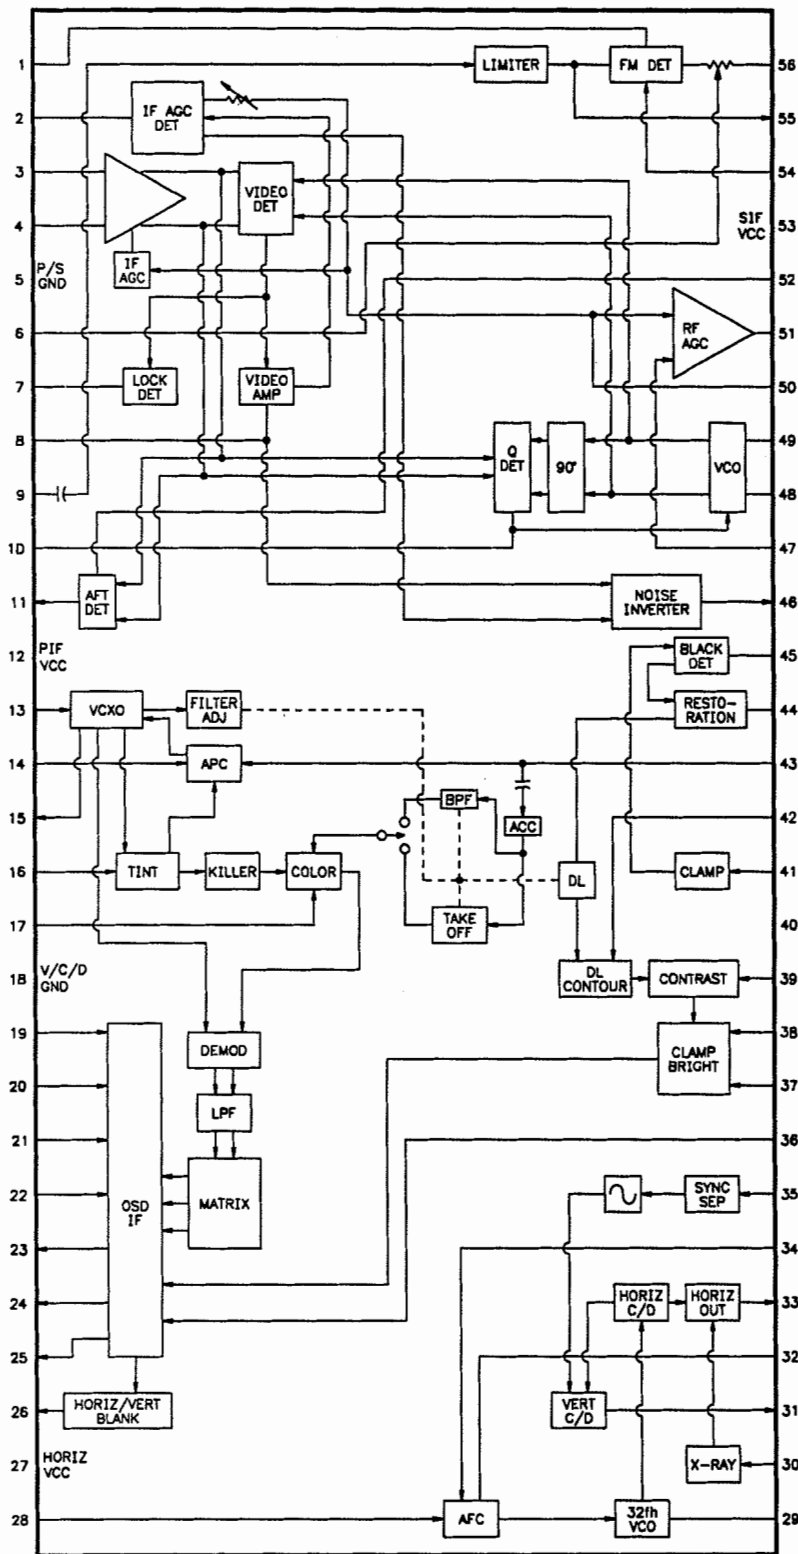 1
LIMITER
FM DET
56
2
IF AGC
DET
55
3
VIDEO
DET
54
4
SIF
VCC
53
P/S
GND
IF
AGC
5
52
6
RF
AGC
51
7
LOCK
DET
VIDEO
AMP
50
8
Q
DET
90°
VCO
49
9
48
10
47
11
AFT
DET
NOISE
INVERTER
46
12
PIF
VCC
BLACK
DET
45
13
VCXO
FILTER
ADJ
RESTO-
RATION
44
14
APC
43
15
BPF
ACC
42
16
TINT
KILLER
COLOR
DL
CLAMP
41
17
TAKE
OFF
40
18
V/C/D
GND
DL
CONTOUR
CONTRAST
39
19
DEMOD
CLAMP
BRIGHT
38
20
37
21
LPF
36
22
OSD
IF
MATRIX
SYNC
SEP
35
23
34
24
HORIZ
C/D
HORIZ
OUT
33
25
32
26
HORIZ/VERT
BLANK
VERT
C/D
31
27
HORIZ
VCC
X-RAY
30
28
AFC
32fh
VCO
29